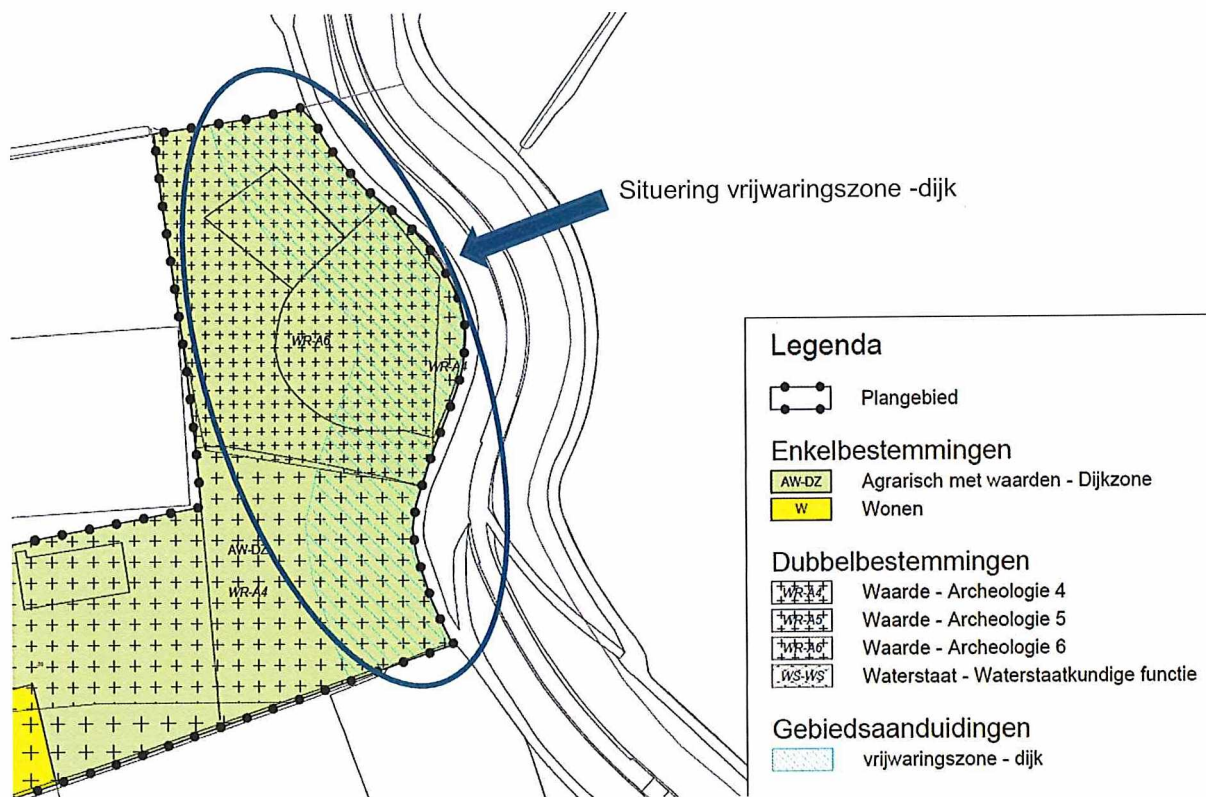 Situering vrijwaringszone -dijk
WR-A6
WR-A4
AW-DZ
WR-A4
Legenda
Plangebied
Enkelbestemmingen
AW-DZ Agrarisch met waarden - Dijkzone
W Wonen
Dubbelbestemmingen
WR-A4 Waarde - Archeologie 4
WR-A5 Waarde - Archeologie 5
WR-A6 Waarde - Archeologie 6
WS-WS Waterstaat - Waterstaatkundige functie
Gebiedsaanduidingen
vrijwaringszone - dijk